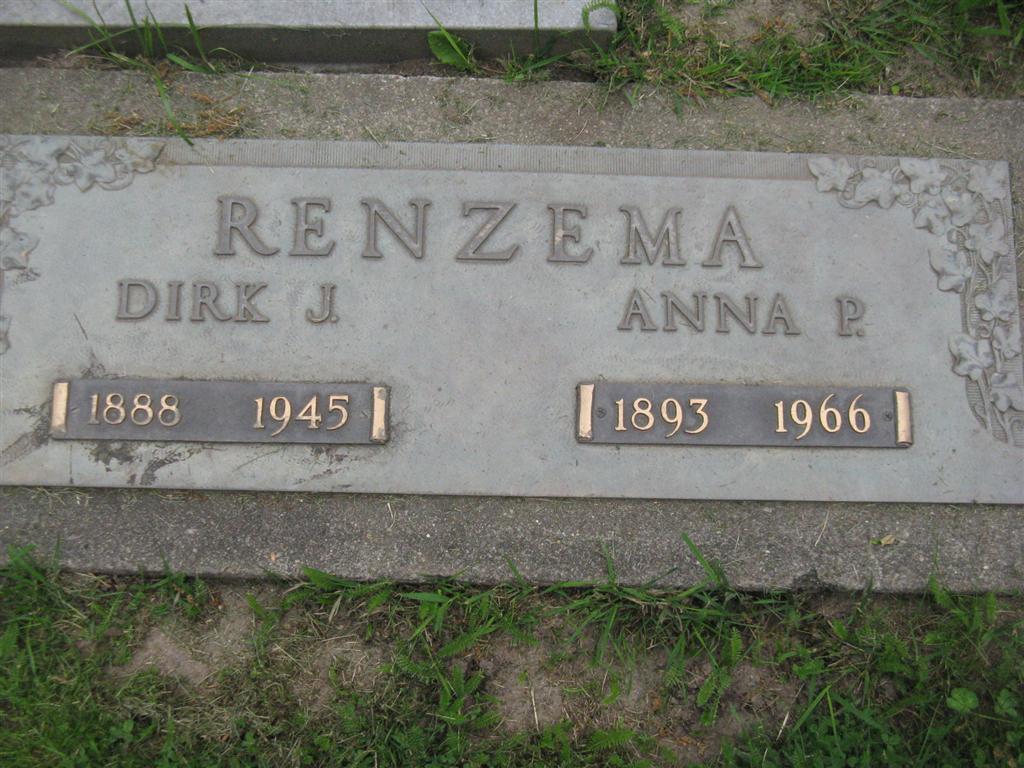 RENZEMA
DIRK J. ANNA P.
1888 1945 1893 1966